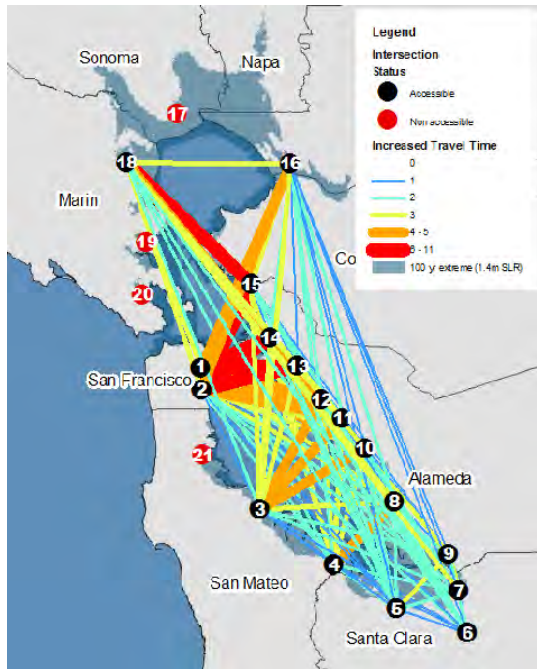 Legend
Intersection
Status
Accessible
Non accessible
Increased Travel Time
0
1
2
3
4 - 5
6 - 11
100 y extreme (1.4m SLR)
Sonoma
Napa
17
18
16
Marin
19
Co
15
20
14
1
13
San Francisco
2
12
11
21
10
Alameda
8
3
9
4
7
San Mateo
5
6
Santa Clara